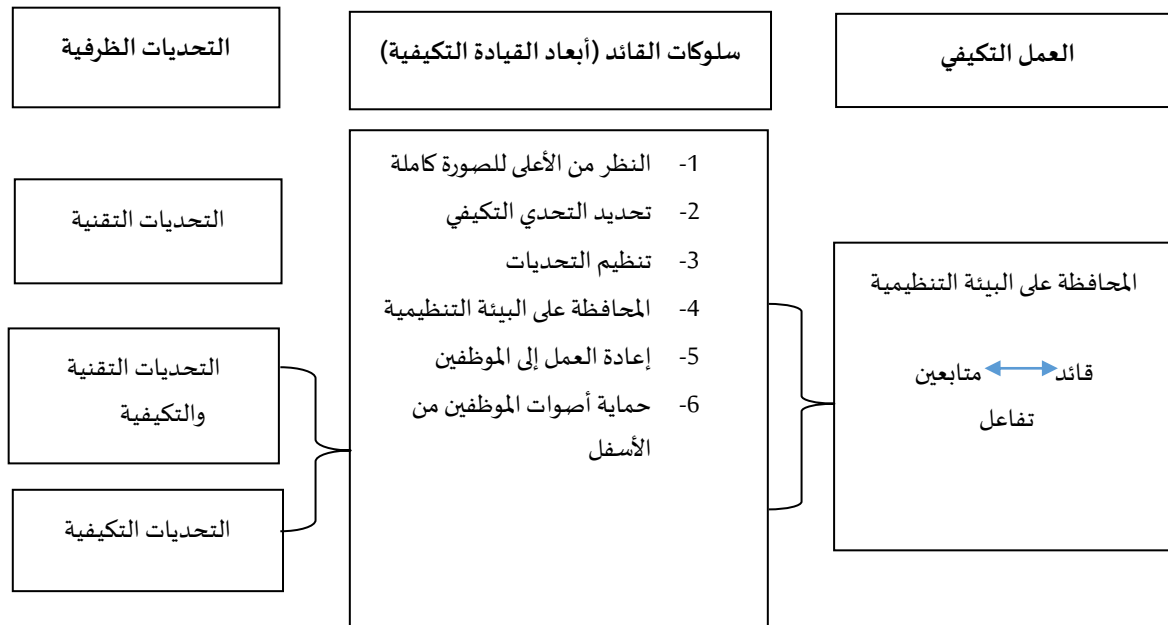 العمل التكيفي
سلوكات القائد (أبعاد القيادة التكيفية)
التحديات الظرفية
المحافظة على البيئة التنظيمية
قائد متابعين
تفاعل
1- النظر من الأعلى للصورة كاملة
2- تحديد التحدي التكيفي
3- تنظيم التحديات
4- المحافظة على البيئة التنظيمية
5- إعادة العمل إلى الموظفين
6- حماية أصوات الموظفين من
الأسفل
التحديات التقنية
التحديات التقنية
والتكيفية
التحديات التكيفية